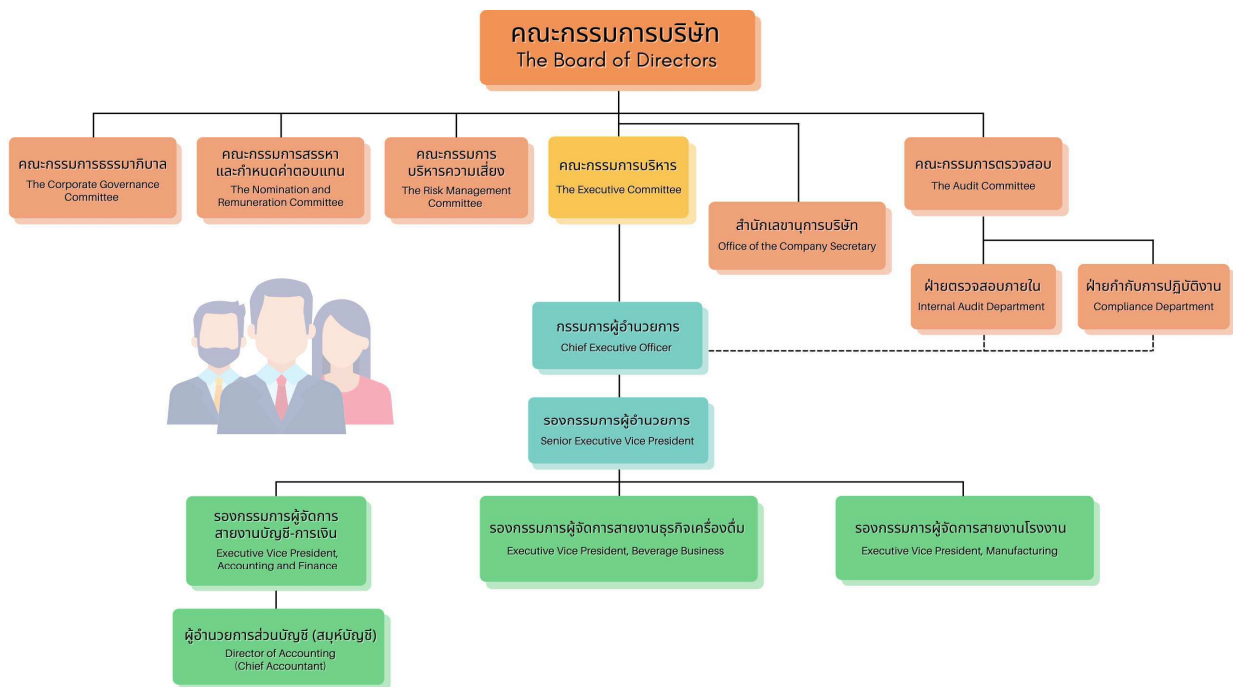 คณะกรรมการบริษัท
The Board of Directors
คณะกรรมการธรรมาภิบาล
The Corporate Governance
Committee
คณะกรรมการสรรหา
และกำหนดค่าตอบแทน
The Nomination and
Remuneration Committee
คณะกรรมการ
บริหารความเสี่ยง
The Risk Management
Committee
คณะกรรมการบริหาร
The Executive Committee
สำนักเลขานุการบริษัท
Office of the Company Secretary
คณะกรรมการตรวจสอบ
The Audit Committee
ฝ่ายตรวจสอบภายใน
Internal Audit Department
ฝ่ายกำกับการปฏิบัติงาน
Compliance Department
กรรมการผู้อำนวยการ
Chief Executive Officer
รองกรรมการผู้อำนวยการ
Senior Executive Vice President
รองกรรมการผู้จัดการ
สายงานบัญชี-การเงิน
Executive Vice President,
Accounting and Finance
รองกรรมการผู้จัดการสายงานธุรกิจเครื่องดื่ม
Executive Vice President, Beverage Business
รองกรรมการผู้จัดการสายงานโรงงาน
Executive Vice President, Manufacturing
ผู้อำนวยการส่วนบัญชี (สมุห์บัญชี)
Director of Accounting
(Chief Accountant)